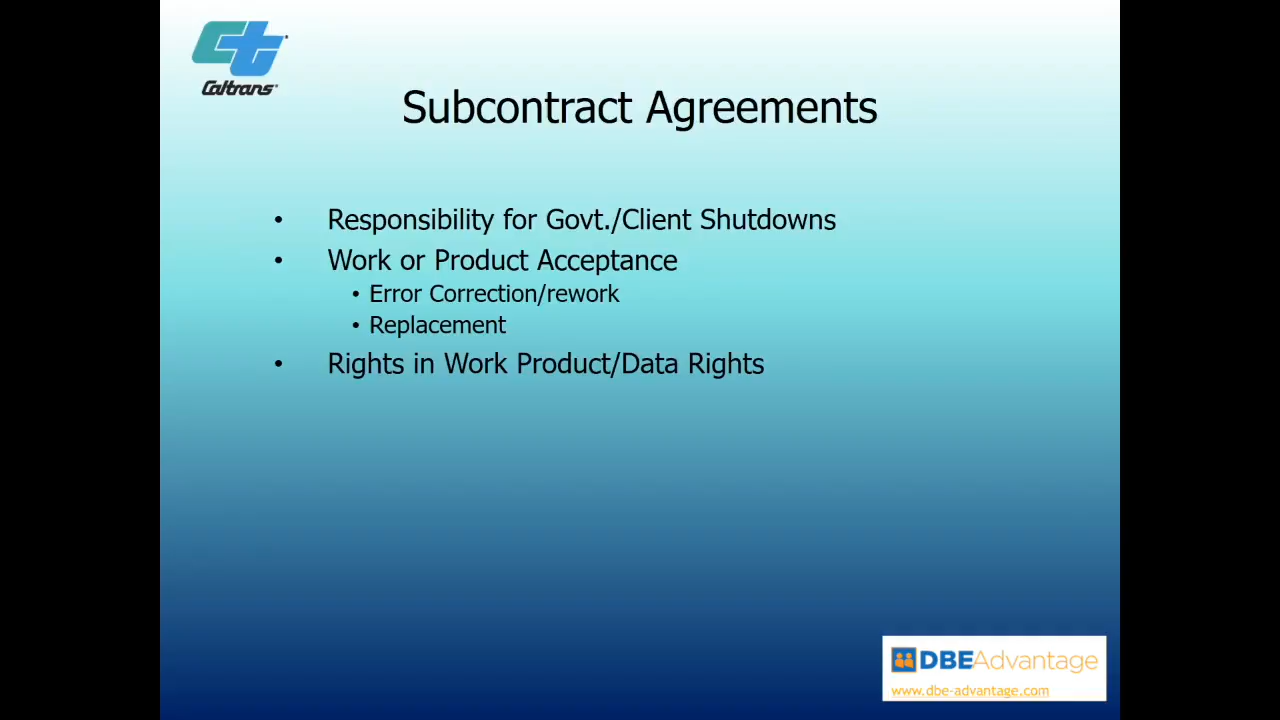 Caltrans
Subcontract Agreements
• Responsibility for Govt./Client Shutdowns
• Work or Product Acceptance
• Error Correction/rework
• Replacement
• Rights in Work Product/Data Rights
DBEAdvantage
www.dbe-advantage.com